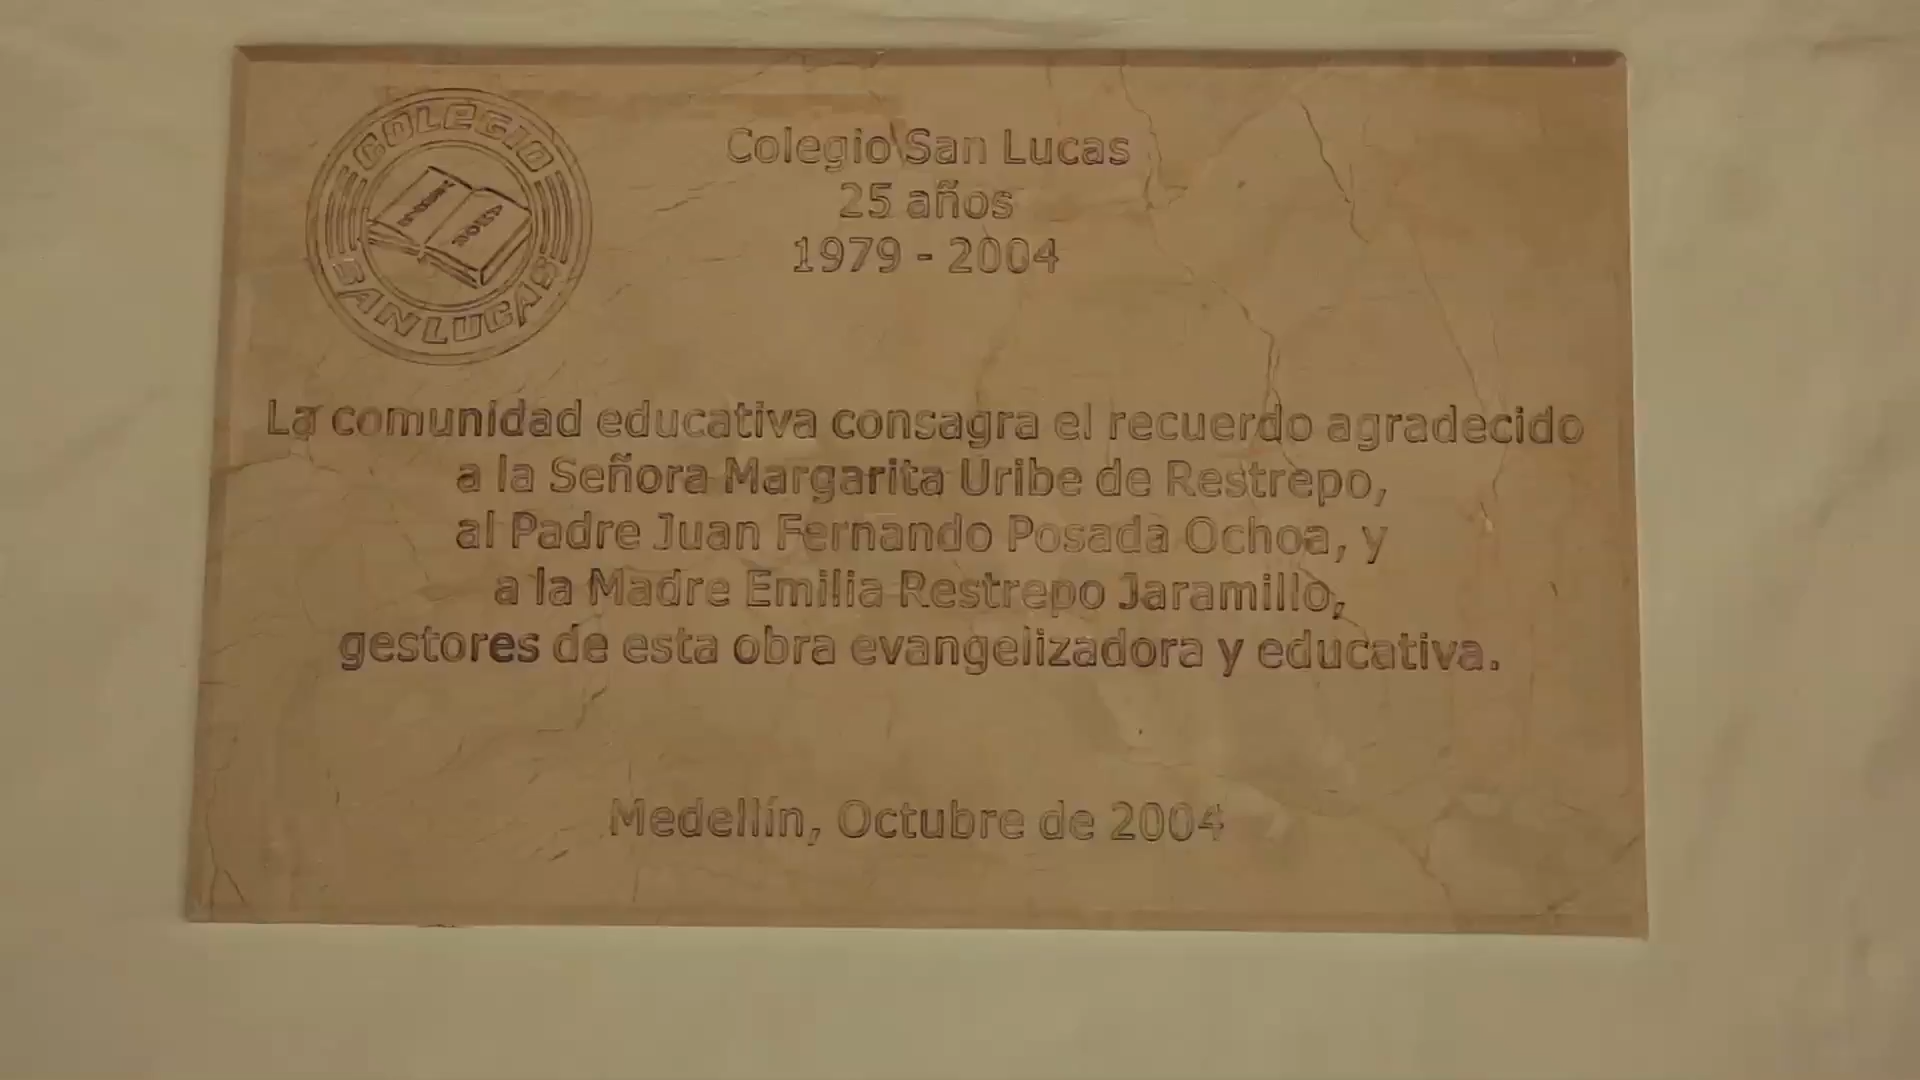 COLEGIO
SAN LUCAS
Colegio San Lucas
25 años
1979 - 2004
La comunidad educativa consagra el recuerdo agradecido
a la Señora Margarita Uribe de Restrepo,
al Padre Juan Fernando Posada Ochoa, y
a la Madre Emilia Restrepo Jaramillo,
gestores de esta obra evangelizadora y educativa.
Medellín, Octubre de 2004